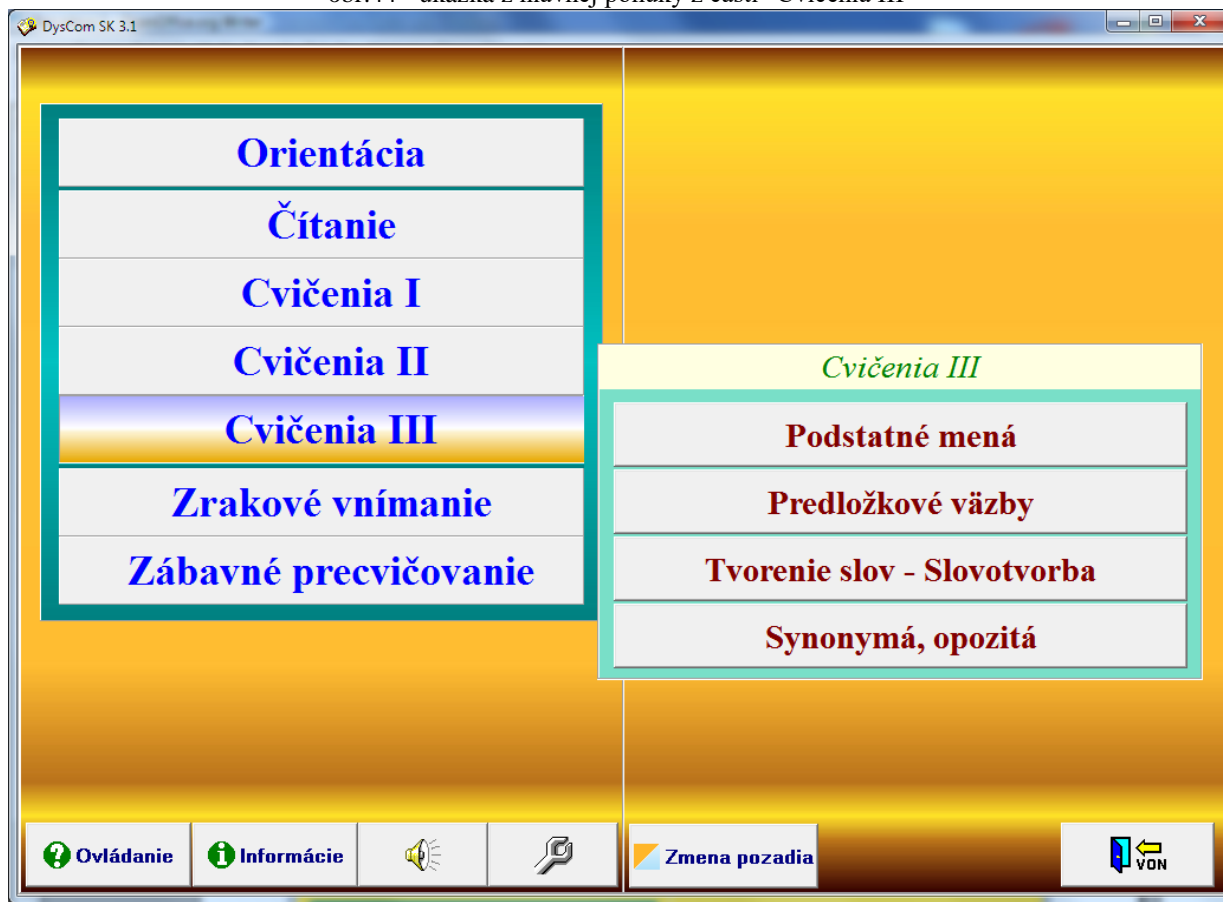 DysCom SK 3.1
Orientácia
Čítanie
Cvičenia I
Cvičenia II
Cvičenia III
Zrakové vnímanie
Zábavné precvičovanie
Cvičenia III
Podstatné mená
Predložkové väzby
Tvorenie slov - Slovotvorba
Synonymá, opozitá
Ovládanie
Informácie
Zmena pozadia
VON